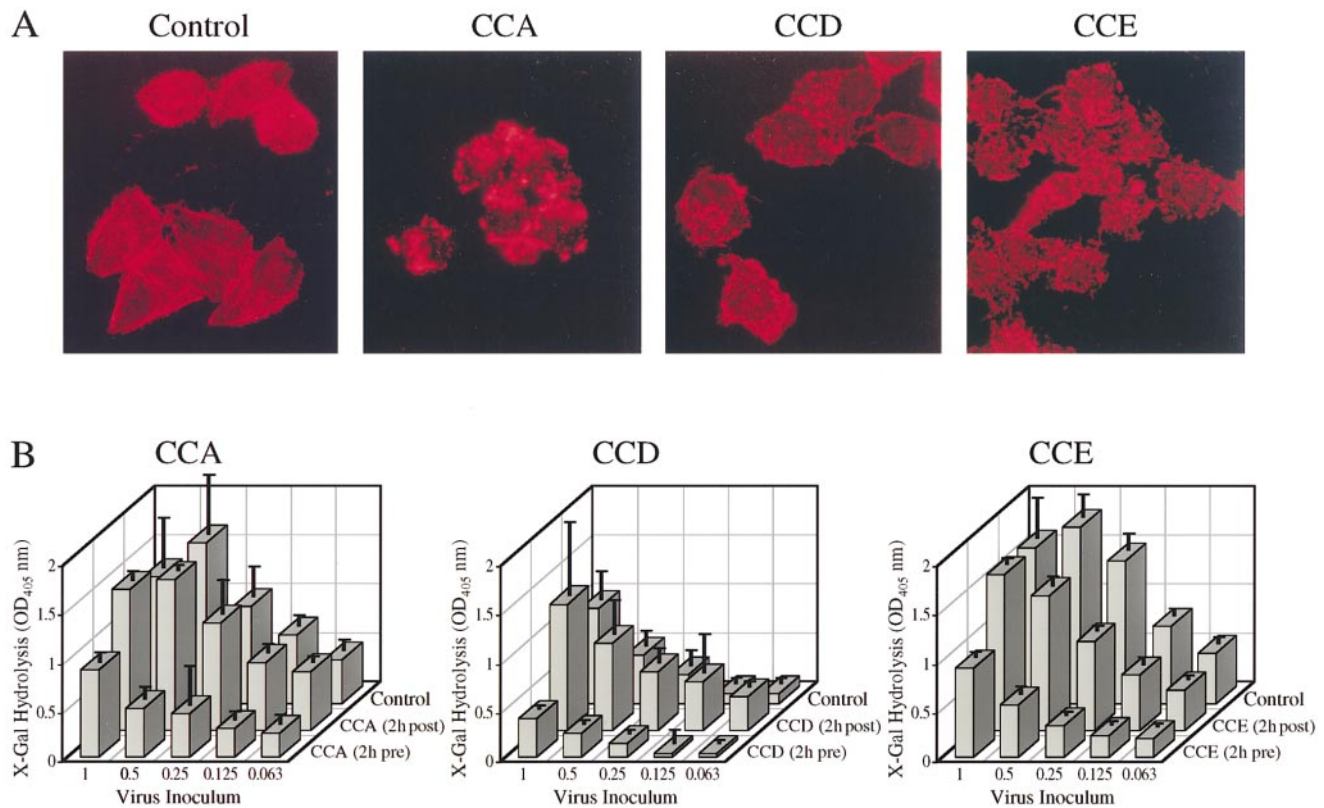 A
Control
CCA
CCD
CCE
B
CCA
X-Gal Hydrolysis (OD405 nm)
2
1.5
1
0.5
0
1
0.5
0.25
0.125
0.063
Virus Inoculum
Control
CCA (2h post)
CCA (2h pre)
CCD
X-Gal Hydrolysis (OD405 nm)
2
1.5
1
0.5
0
1
0.5
0.25
0.125
0.063
Virus Inoculum
Control
CCD (2h post)
CCD (2h pre)
CCE
X-Gal Hydrolysis (OD405 nm)
2
1.5
1
0.5
0
1
0.5
0.25
0.125
0.063
Virus Inoculum
Control
CCE (2h post)
CCE (2h pre)